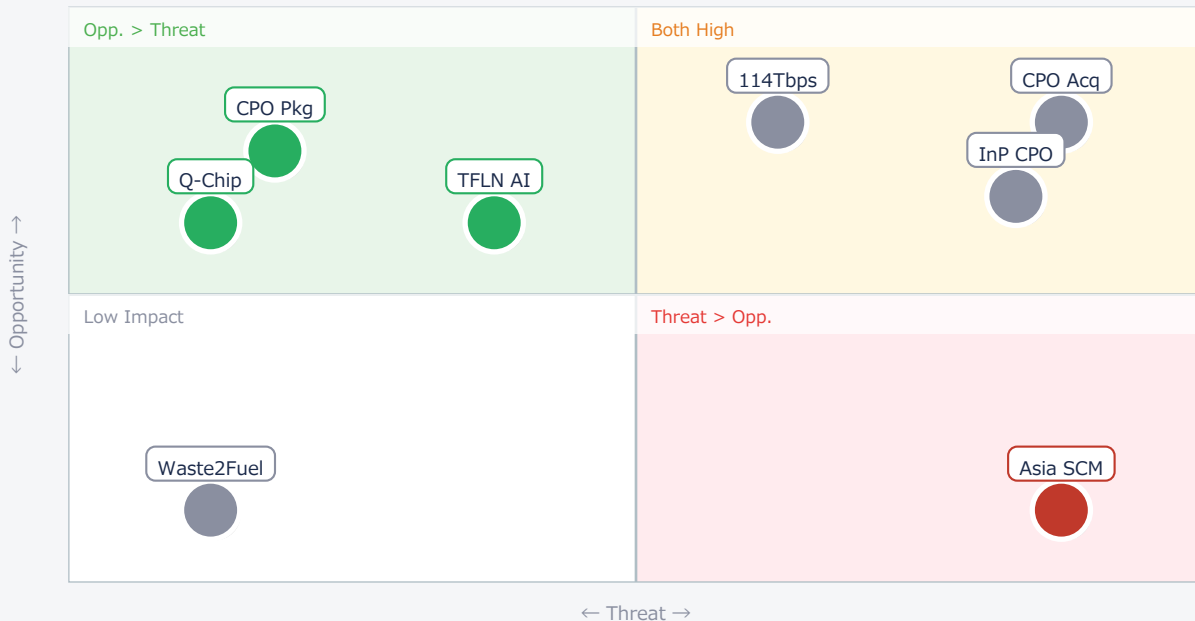 Opp. > Threat
Both High
114Tbps
CPO Acq
CPO Pkg
InP CPO
Q-Chip
TFLN AI
← Opportunity →
Low Impact
Threat > Opp.
Waste2Fuel
Asia SCM
← Threat →